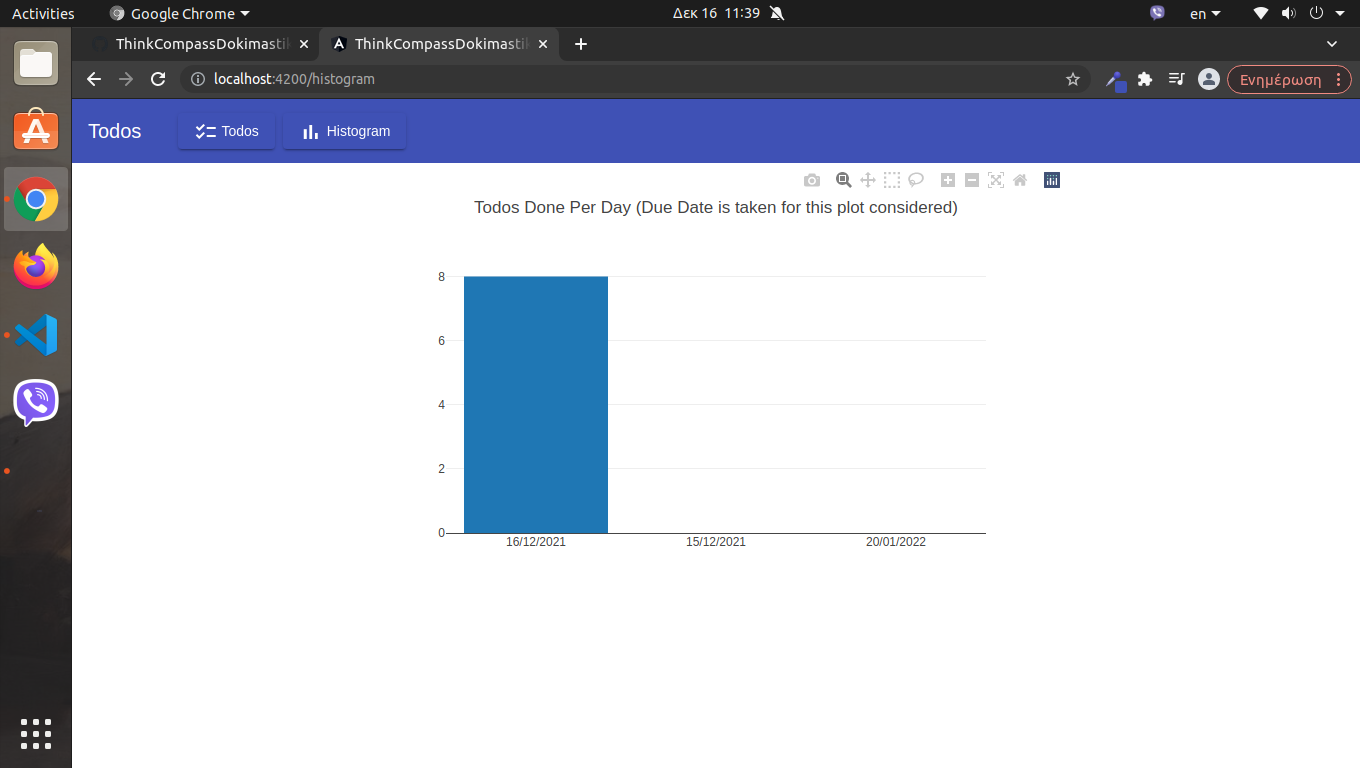 Activities
Google Chrome
Δεκ 16 11:39
en
ThinkCompassDokimasti
ThinkCompassDokimasti
localhost:4200/histogram
Ενημέρωση
Todos
Todos
Histogram
Todos Done Per Day (Due Date is taken for this plot considered)
8
6
4
2
0
16/12/2021
15/12/2021
20/01/2022